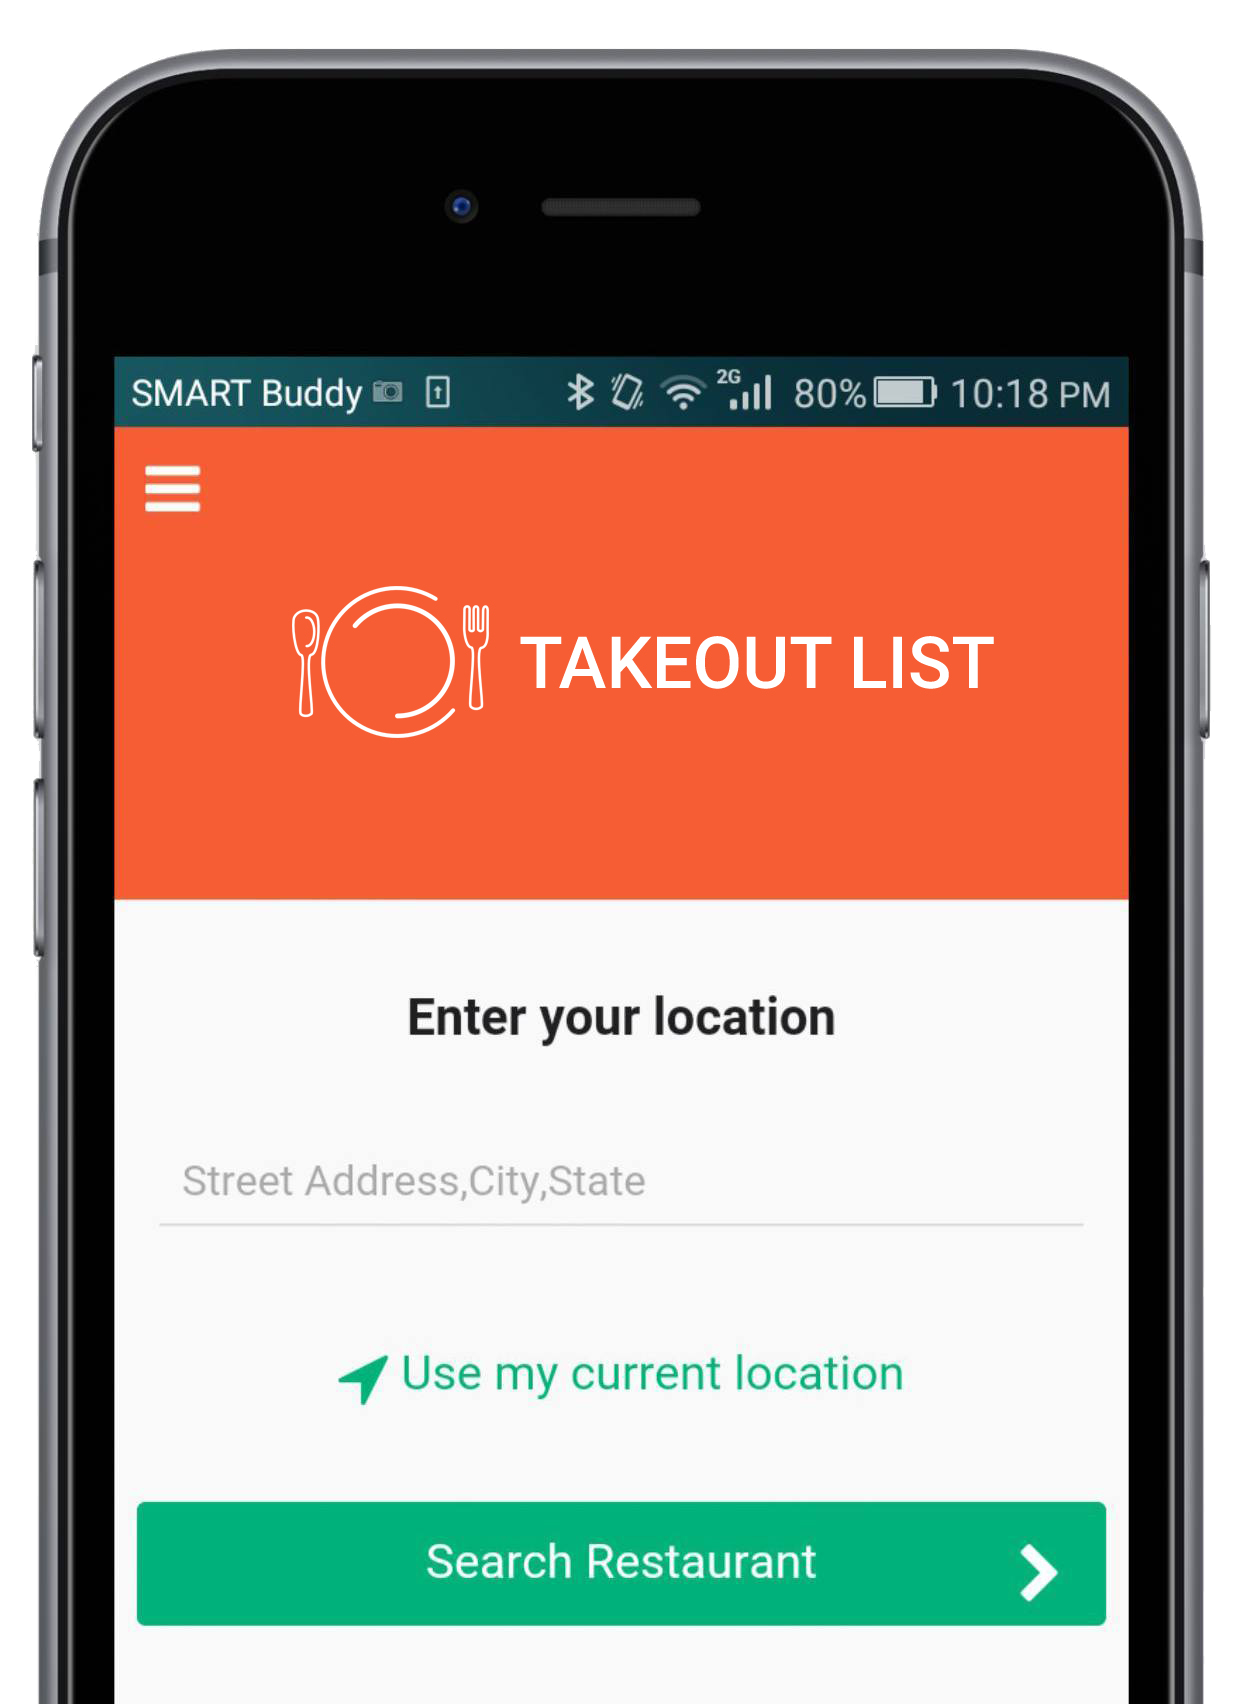 SMART Buddy 2G 80% 10:18 PM
TAKEOUT LIST
Enter your location
Street Address,City,State
Use my current location
Search Restaurant